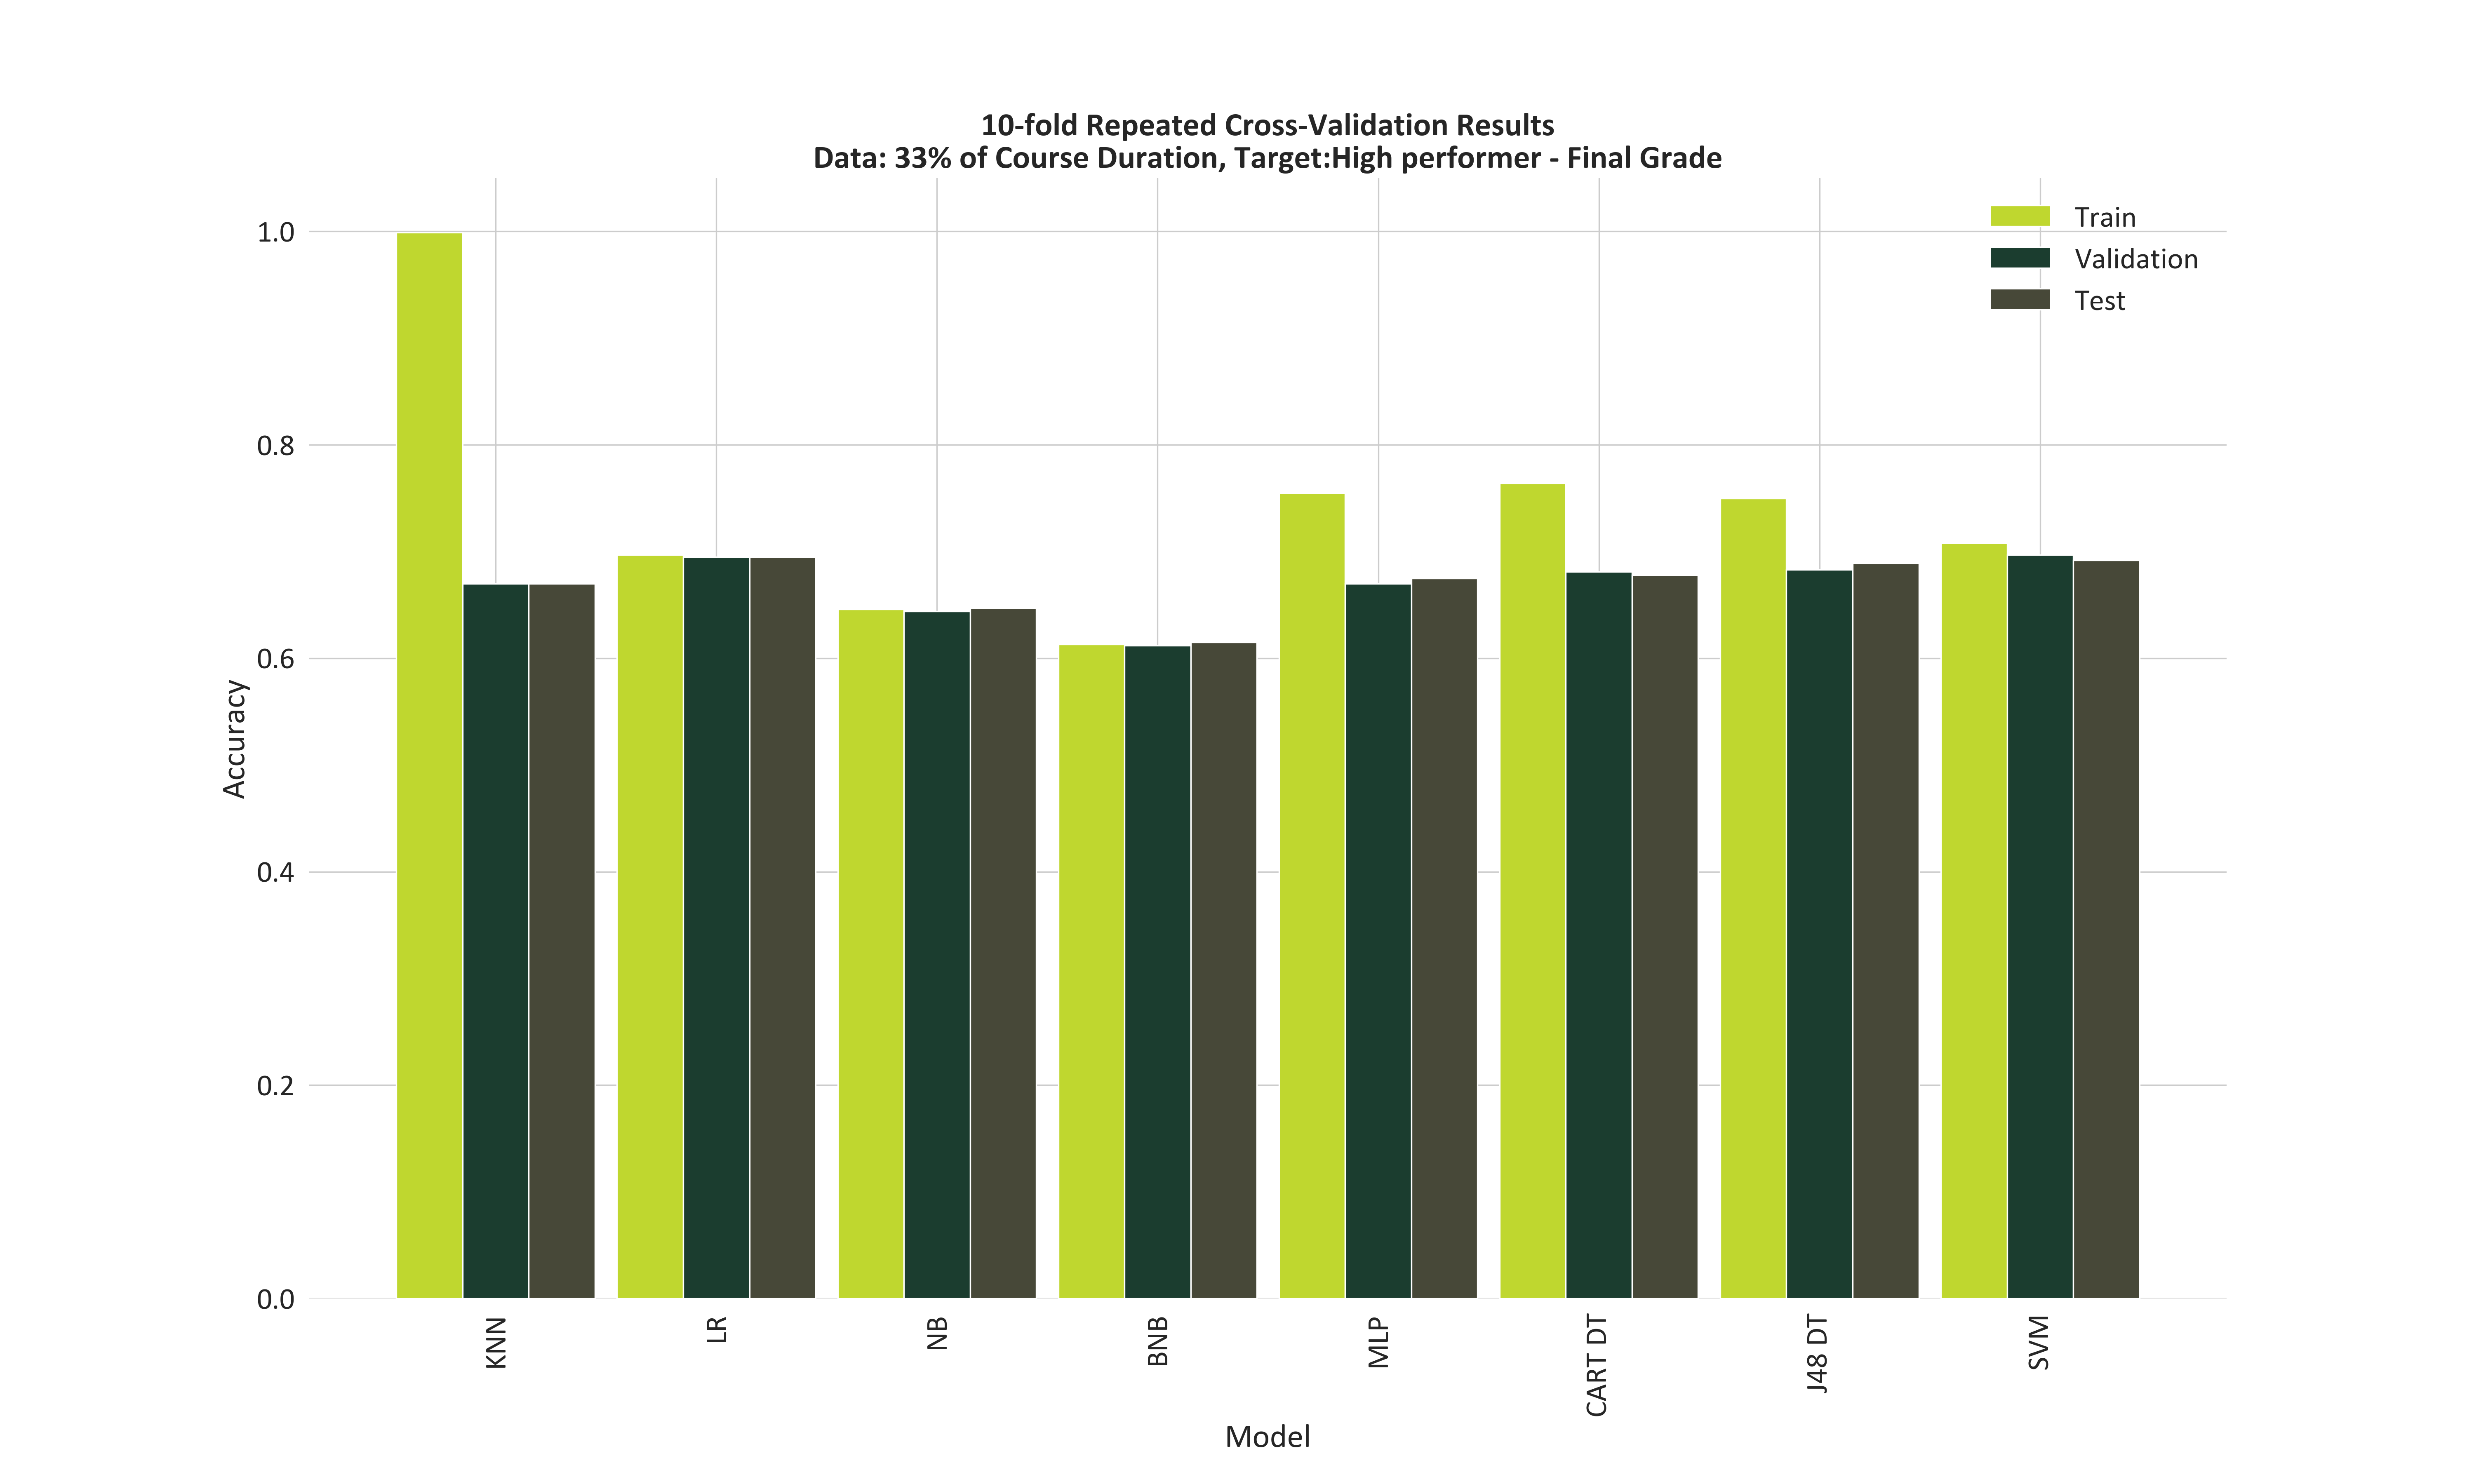 10-fold Repeated Cross-Validation Results
Data: 33% of Course Duration, Target:High performer - Final Grade
Train
Validation
Test
1.0
0.8
0.6
0.4
0.2
0.0
Accuracy
KNN
LR
NB
BNB
MLP
CART DT
J48 DT
SVM
Model